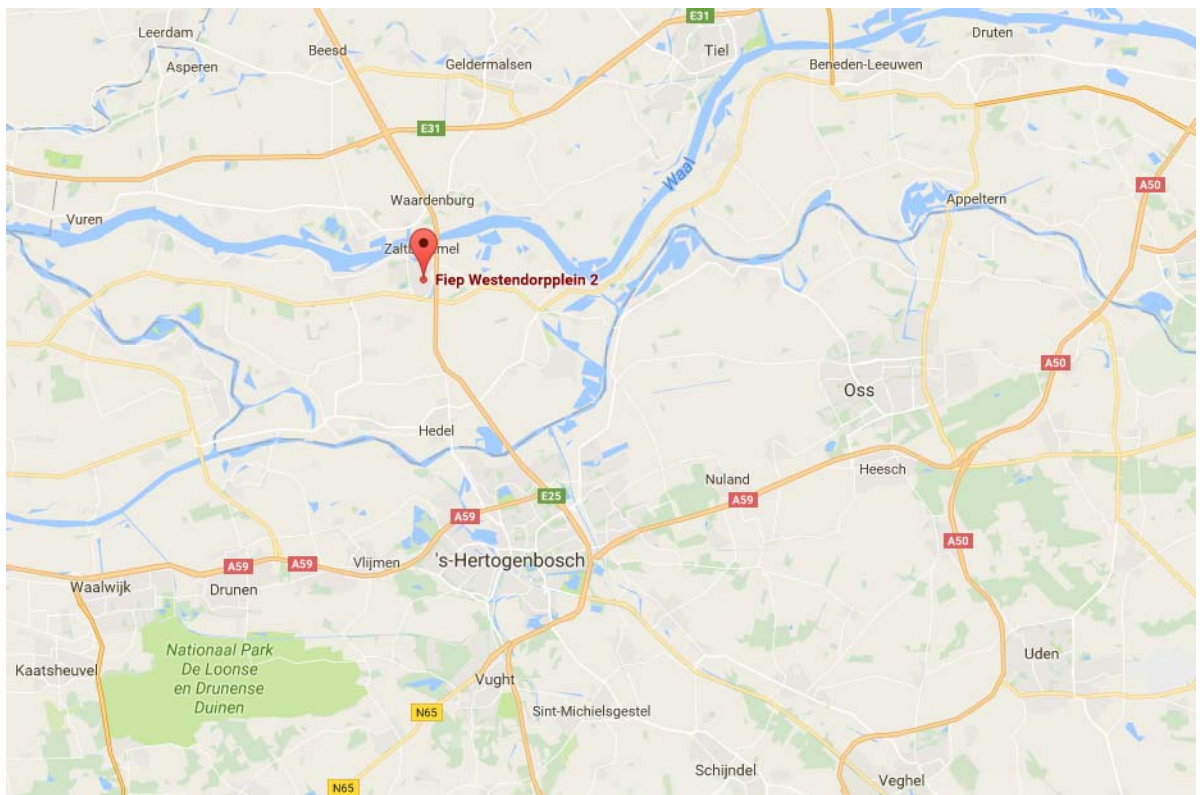 E31
Leerdam
Druten
Beesd
Tiel
Geldermalsen
Beneden-Leeuwen
Asperen
E31
Waal
A50
Waardenburg
Appeltern
Vuren
Fiep Westendorpplein 2
A50
Oss
Hedel
Heesch
Nuland
E25
A59
A59
A50
Vlijmen
's-Hertogenbosch
A59
A59
Waalwijk
Drunen
Nationaal Park
De Loonse
en Drunense
Duinen
Uden
Kaatsheuvel
Vught
N65
Sint-Michielsgestel
Schijndel
Veghel
N65